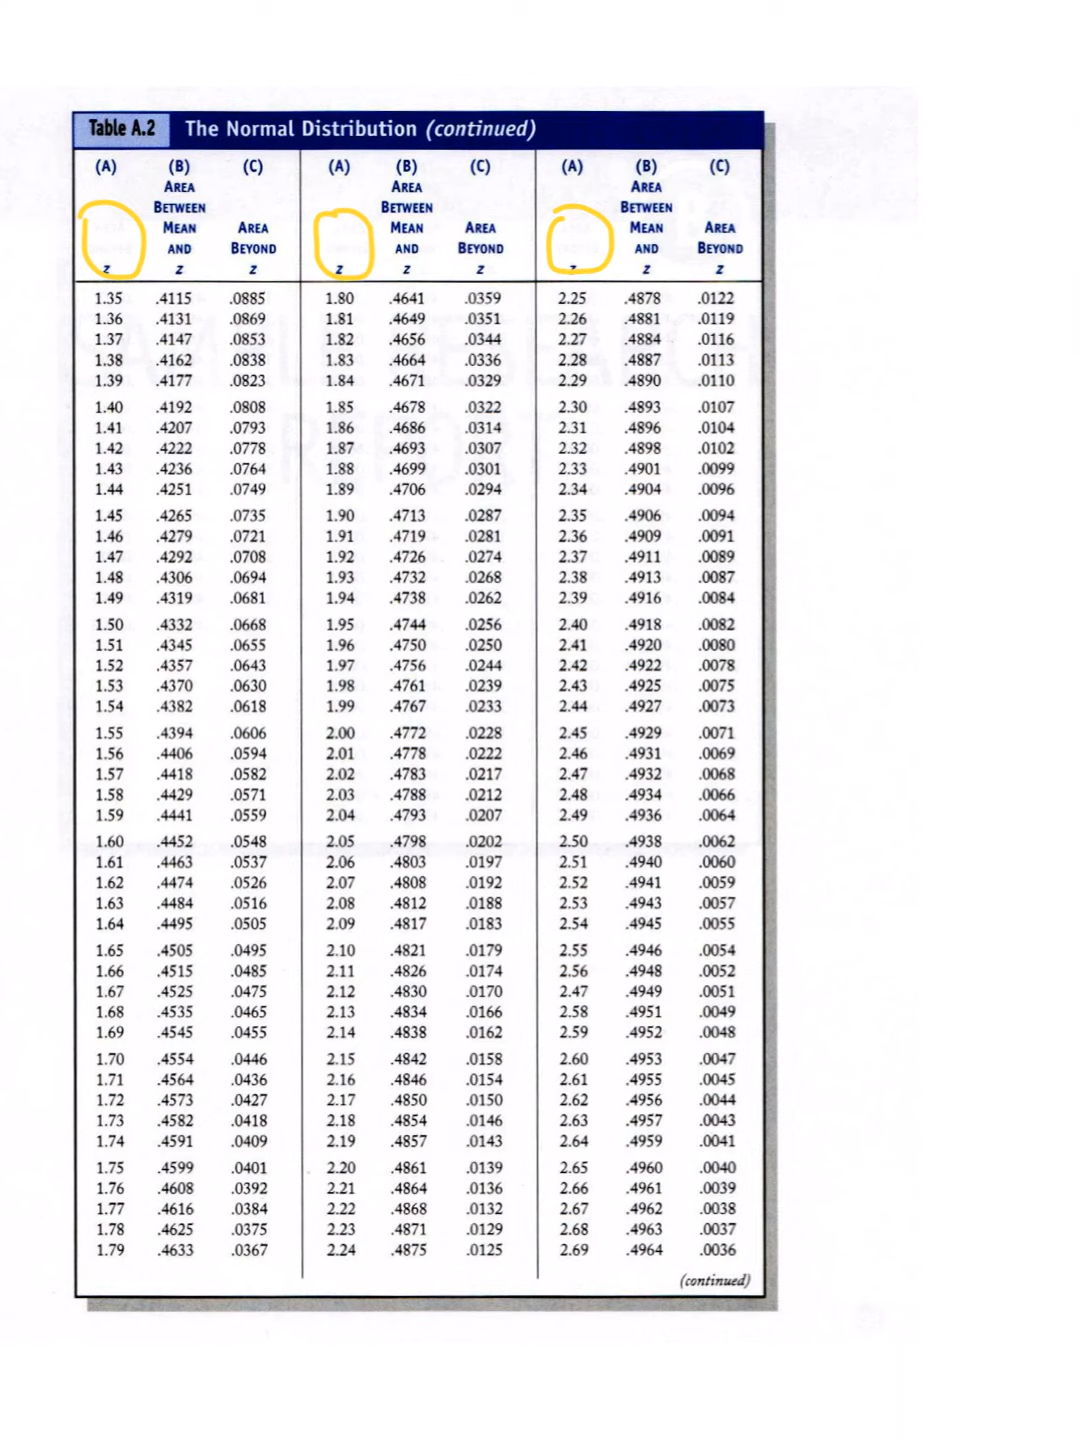 Table A.2 The Normal Distribution (continued)
(A) (B) (C) (A) (B) (C) (A) (B) (C)
AREA AREA AREA
BETWEEN BETWEEN BETWEEN
MEAN AREA MEAN AREA MEAN AREA
AND BEYOND AND BEYOND AND BEYOND
z z z z z z z z
1.35 .4115 .0885 1.80 .4641 .0359 2.25 .4878 .0122
1.36 .4131 .0869 1.81 .4649 .0351 2.26 .4881 .0119
1.37 .4147 .0853 1.82 .4656 .0344 2.27 .4884 .0116
1.38 .4162 .0838 1.83 .4664 .0336 2.28 .4887 .0113
1.39 .4177 .0823 1.84 .4671 .0329 2.29 .4890 .0110
1.40 .4192 .0808 1.85 .4678 .0322 2.30 .4893 .0107
1.41 .4207 .0793 1.86 .4686 .0314 2.31 .4896 .0104
1.42 .4222 .0778 1.87 .4693 .0307 2.32 .4898 .0102
1.43 .4236 .0764 1.88 .4699 .0301 2.33 .4901 .0099
1.44 .4251 .0749 1.89 .4706 .0294 2.34 .4904 .0096
1.45 .4265 .0735 1.90 .4713 .0287 2.35 .4906 .0094
1.46 .4279 .0721 1.91 .4719 .0281 2.36 .4909 .0091
1.47 .4292 .0708 1.92 .4726 .0274 2.37 .4911 .0089
1.48 .4306 .0694 1.93 .4732 .0268 2.38 .4913 .0087
1.49 .4319 .0681 1.94 .4738 .0262 2.39 .4916 .0084
1.50 .4332 .0668 1.95 .4744 .0256 2.40 .4918 .0082
1.51 .4345 .0655 1.96 .4750 .0250 2.41 .4920 .0080
1.52 .4357 .0643 1.97 .4756 .0244 2.42 .4922 .0078
1.53 .4370 .0630 1.98 .4761 .0239 2.43 .4925 .0075
1.54 .4382 .0618 1.99 .4767 .0233 2.44 .4927 .0073
1.55 .4394 .0606 2.00 .4772 .0228 2.45 .4929 .0071
1.56 .4406 .0594 2.01 .4778 .0222 2.46 .4931 .0069
1.57 .4418 .0582 2.02 .4783 .0217 2.47 .4932 .0068
1.58 .4429 .0571 2.03 .4788 .0212 2.48 .4934 .0066
1.59 .4441 .0559 2.04 .4793 .0207 2.49 .4936 .0064
1.60 .4452 .0548 2.05 .4798 .0202 2.50 .4938 .0062
1.61 .4463 .0537 2.06 .4803 .0197 2.51 .4940 .0060
1.62 .4474 .0526 2.07 .4808 .0192 2.52 .4941 .0059
1.63 .4484 .0516 2.08 .4812 .0188 2.53 .4943 .0057
1.64 .4495 .0505 2.09 .4817 .0183 2.54 .4945 .0055
1.65 .4505 .0495 2.10 .4821 .0179 2.55 .4946 .0054
1.66 .4515 .0485 2.11 .4826 .0174 2.56 .4948 .0052
1.67 .4525 .0475 2.12 .4830 .0170 2.47 .4949 .0051
1.68 .4535 .0465 2.13 .4834 .0166 2.58 .4951 .0049
1.69 .4545 .0455 2.14 .4838 .0162 2.59 .4952 .0048
1.70 .4554 .0446 2.15 .4842 .0158 2.60 .4953 .0047
1.71 .4564 .0436 2.16 .4846 .0154 2.61 .4955 .0045
1.72 .4573 .0427 2.17 .4850 .0150 2.62 .4956 .0044
1.73 .4582 .0418 2.18 .4854 .0146 2.63 .4957 .0043
1.74 .4591 .0409 2.19 .4857 .0143 2.64 .4959 .0041
1.75 .4599 .0401 2.20 .4861 .0139 2.65 .4960 .0040
1.76 .4608 .0392 2.21 .4864 .0136 2.66 .4961 .0039
1.77 .4616 .0384 2.22 .4868 .0132 2.67 .4962 .0038
1.78 .4625 .0375 2.23 .4871 .0129 2.68 .4963 .0037
1.79 .4633 .0367 2.24 .4875 .0125 2.69 .4964 .0036
(continued)